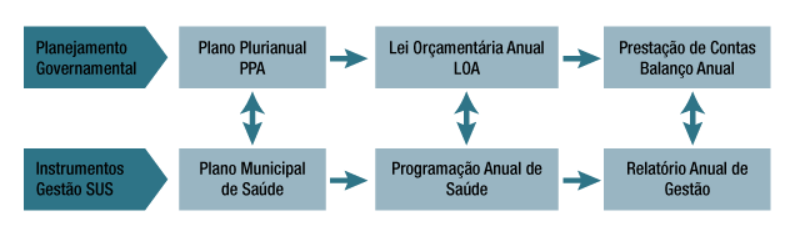 Planejamento
Governamental
Plano Plurianual
PPA
Lei Orçamentária Anual
LOA
Prestação de Contas
Balanço Anual
Instrumentos
Gestão SUS
Plano Municipal
de Saúde
Programação Anual de
Saúde
Relatório Anual de
Gestão